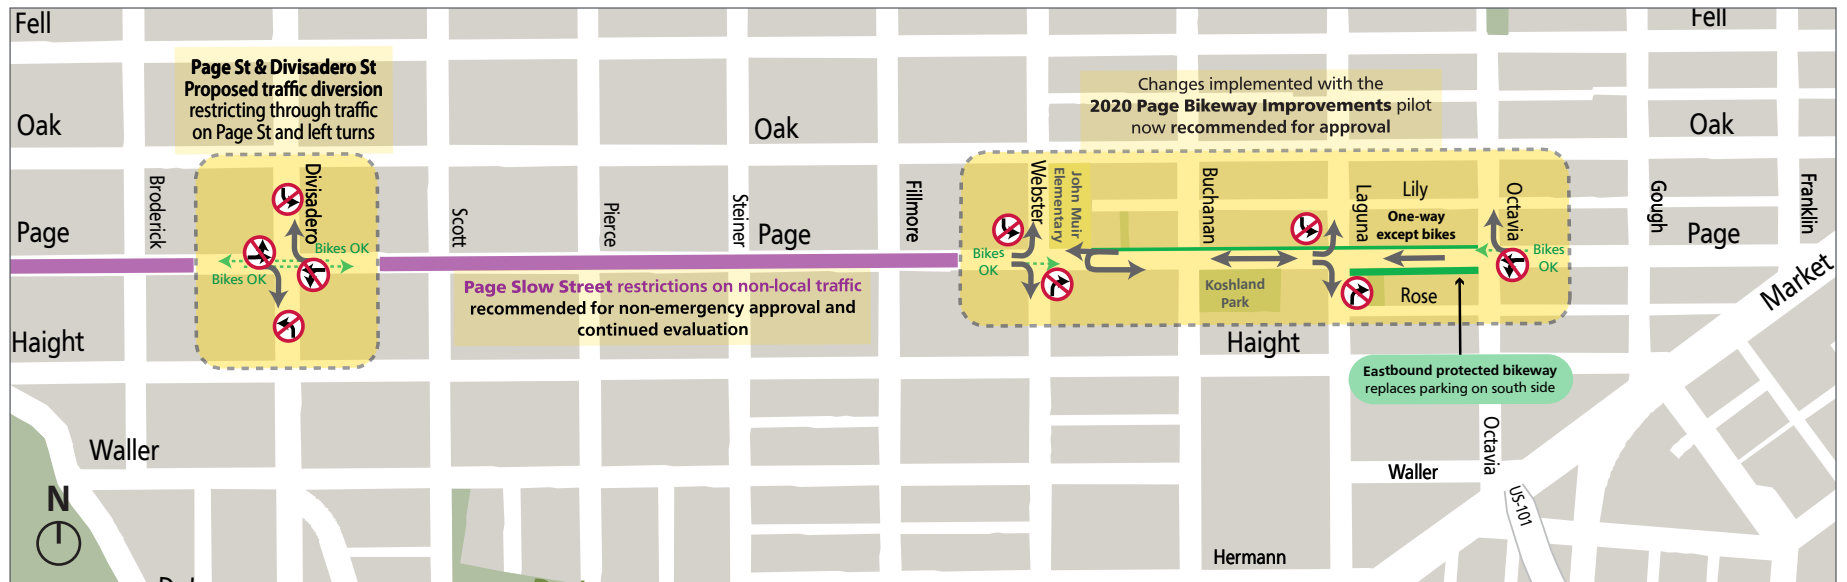 Fell
Fell
Page St & Divisadero St
Proposed traffic diversion
restricting through traffic
on Page St and left turns
Changes implemented with the
2020 Page Bikeway Improvements pilot
now recommended for approval
Oak
Oak
Oak
Broderick
Divisadero
Scott
Pierce
Steiner
Fillmore
Webster
John Muir
Elementary
Buchanan
Laguna
Lily
Octavia
Gough
Franklin
One-way
except bikes
Page
Page
Page
Bikes OK
Bikes OK
Bikes
OK
Bikes
OK
Market
Page Slow Street restrictions on non-local traffic
recommended for non-emergency approval and
continued evaluation
Koshland
Park
Rose
Haight
Haight
Eastbound protected bikeway
replaces parking on south side
Waller
Waller
Octavia
US-101
N
Hermann